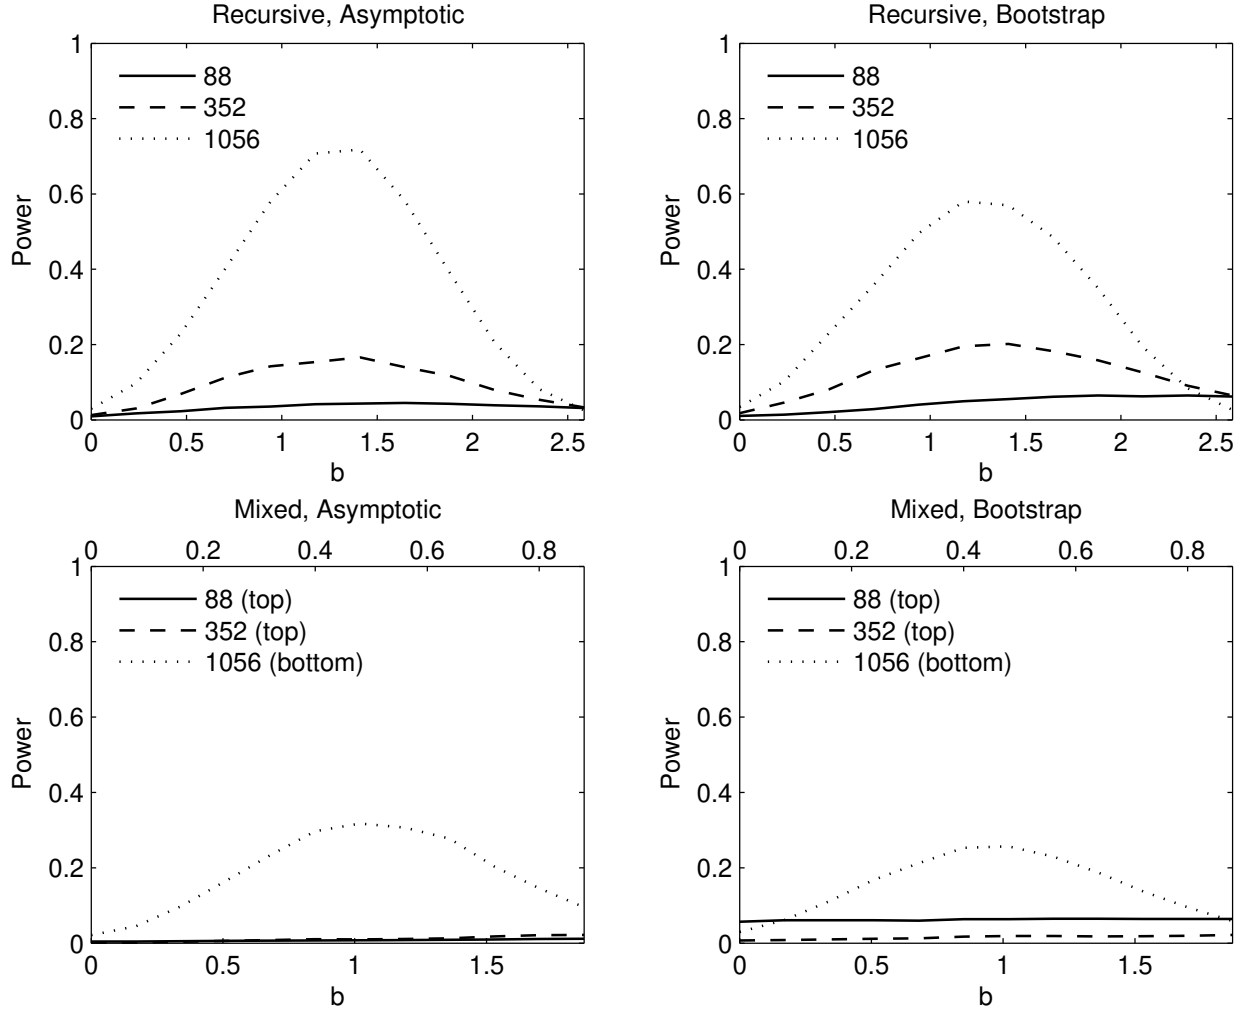 Recursive, Asymptotic
1
0.8
0.6
0.4
0.2
0
Power
88
352
1056
0 0.5 1 1.5 2 2.5
b
Recursive, Bootstrap
1
0.8
0.6
0.4
0.2
0
Power
88
352
1056
0 0.5 1 1.5 2 2.5
b
Mixed, Asymptotic
0 0.2 0.4 0.6 0.8
1
0.8
0.6
0.4
0.2
0
Power
88 (top)
352 (top)
1056 (bottom)
0 0.5 1 1.5
b
Mixed, Bootstrap
0 0.2 0.4 0.6 0.8
1
0.8
0.6
0.4
0.2
0
Power
88 (top)
352 (top)
1056 (bottom)
0 0.5 1 1.5
b